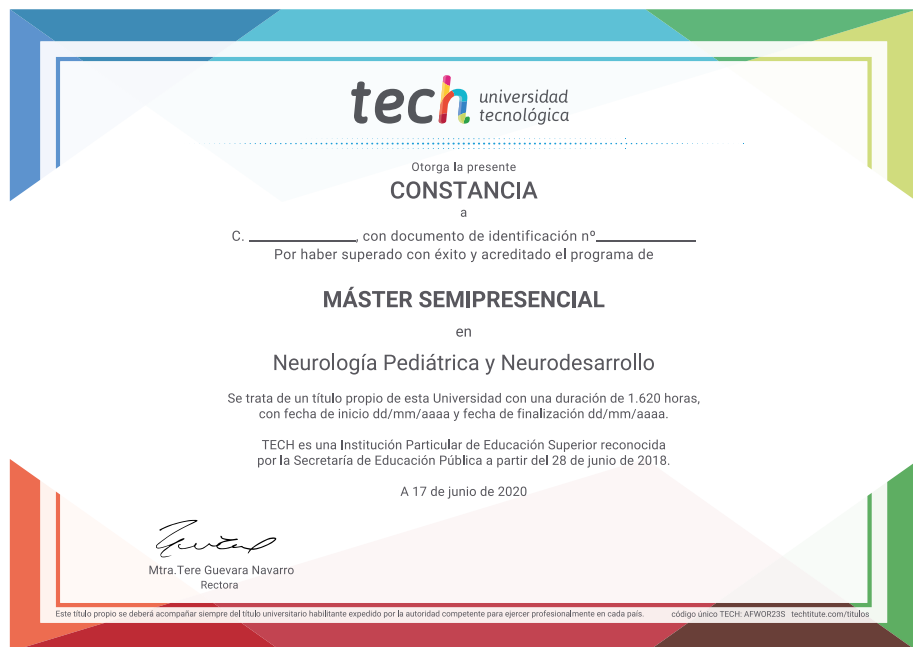 tech universidad
tecnológica
Otorga la presente
CONSTANCIA
a
C. ____________, con documento de identificación nº____________
Por haber superado con éxito y acreditado el programa de
MÁSTER SEMIPRESENCIAL
en
Neurología Pediátrica y Neurodesarrollo
Se trata de un título propio de esta Universidad con una duración de 1.620 horas,
con fecha de inicio dd/mm/aaaa y fecha de finalización dd/mm/aaaa.
TECH es una Institución Particular de Educación Superior reconocida
por la Secretaría de Educación Pública a partir del 28 de junio de 2018.
A 17 de junio de 2020
Mtra.Tere Guevara Navarro
Rectora
Este título propio se deberá acompañar siempre del título universitario habilitante expedido por la autoridad competente para ejercer profesionalmente en cada país. código único TECH: AFWOR23S techtitute.com/titulos